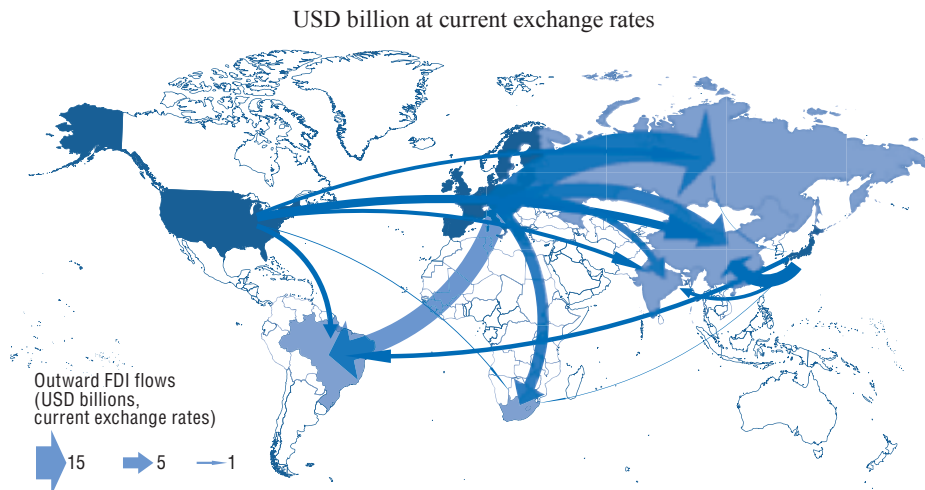 USD billion at current exchange rates
Outward FDI flows
(USD billions,
current exchange rates)
15 5 1